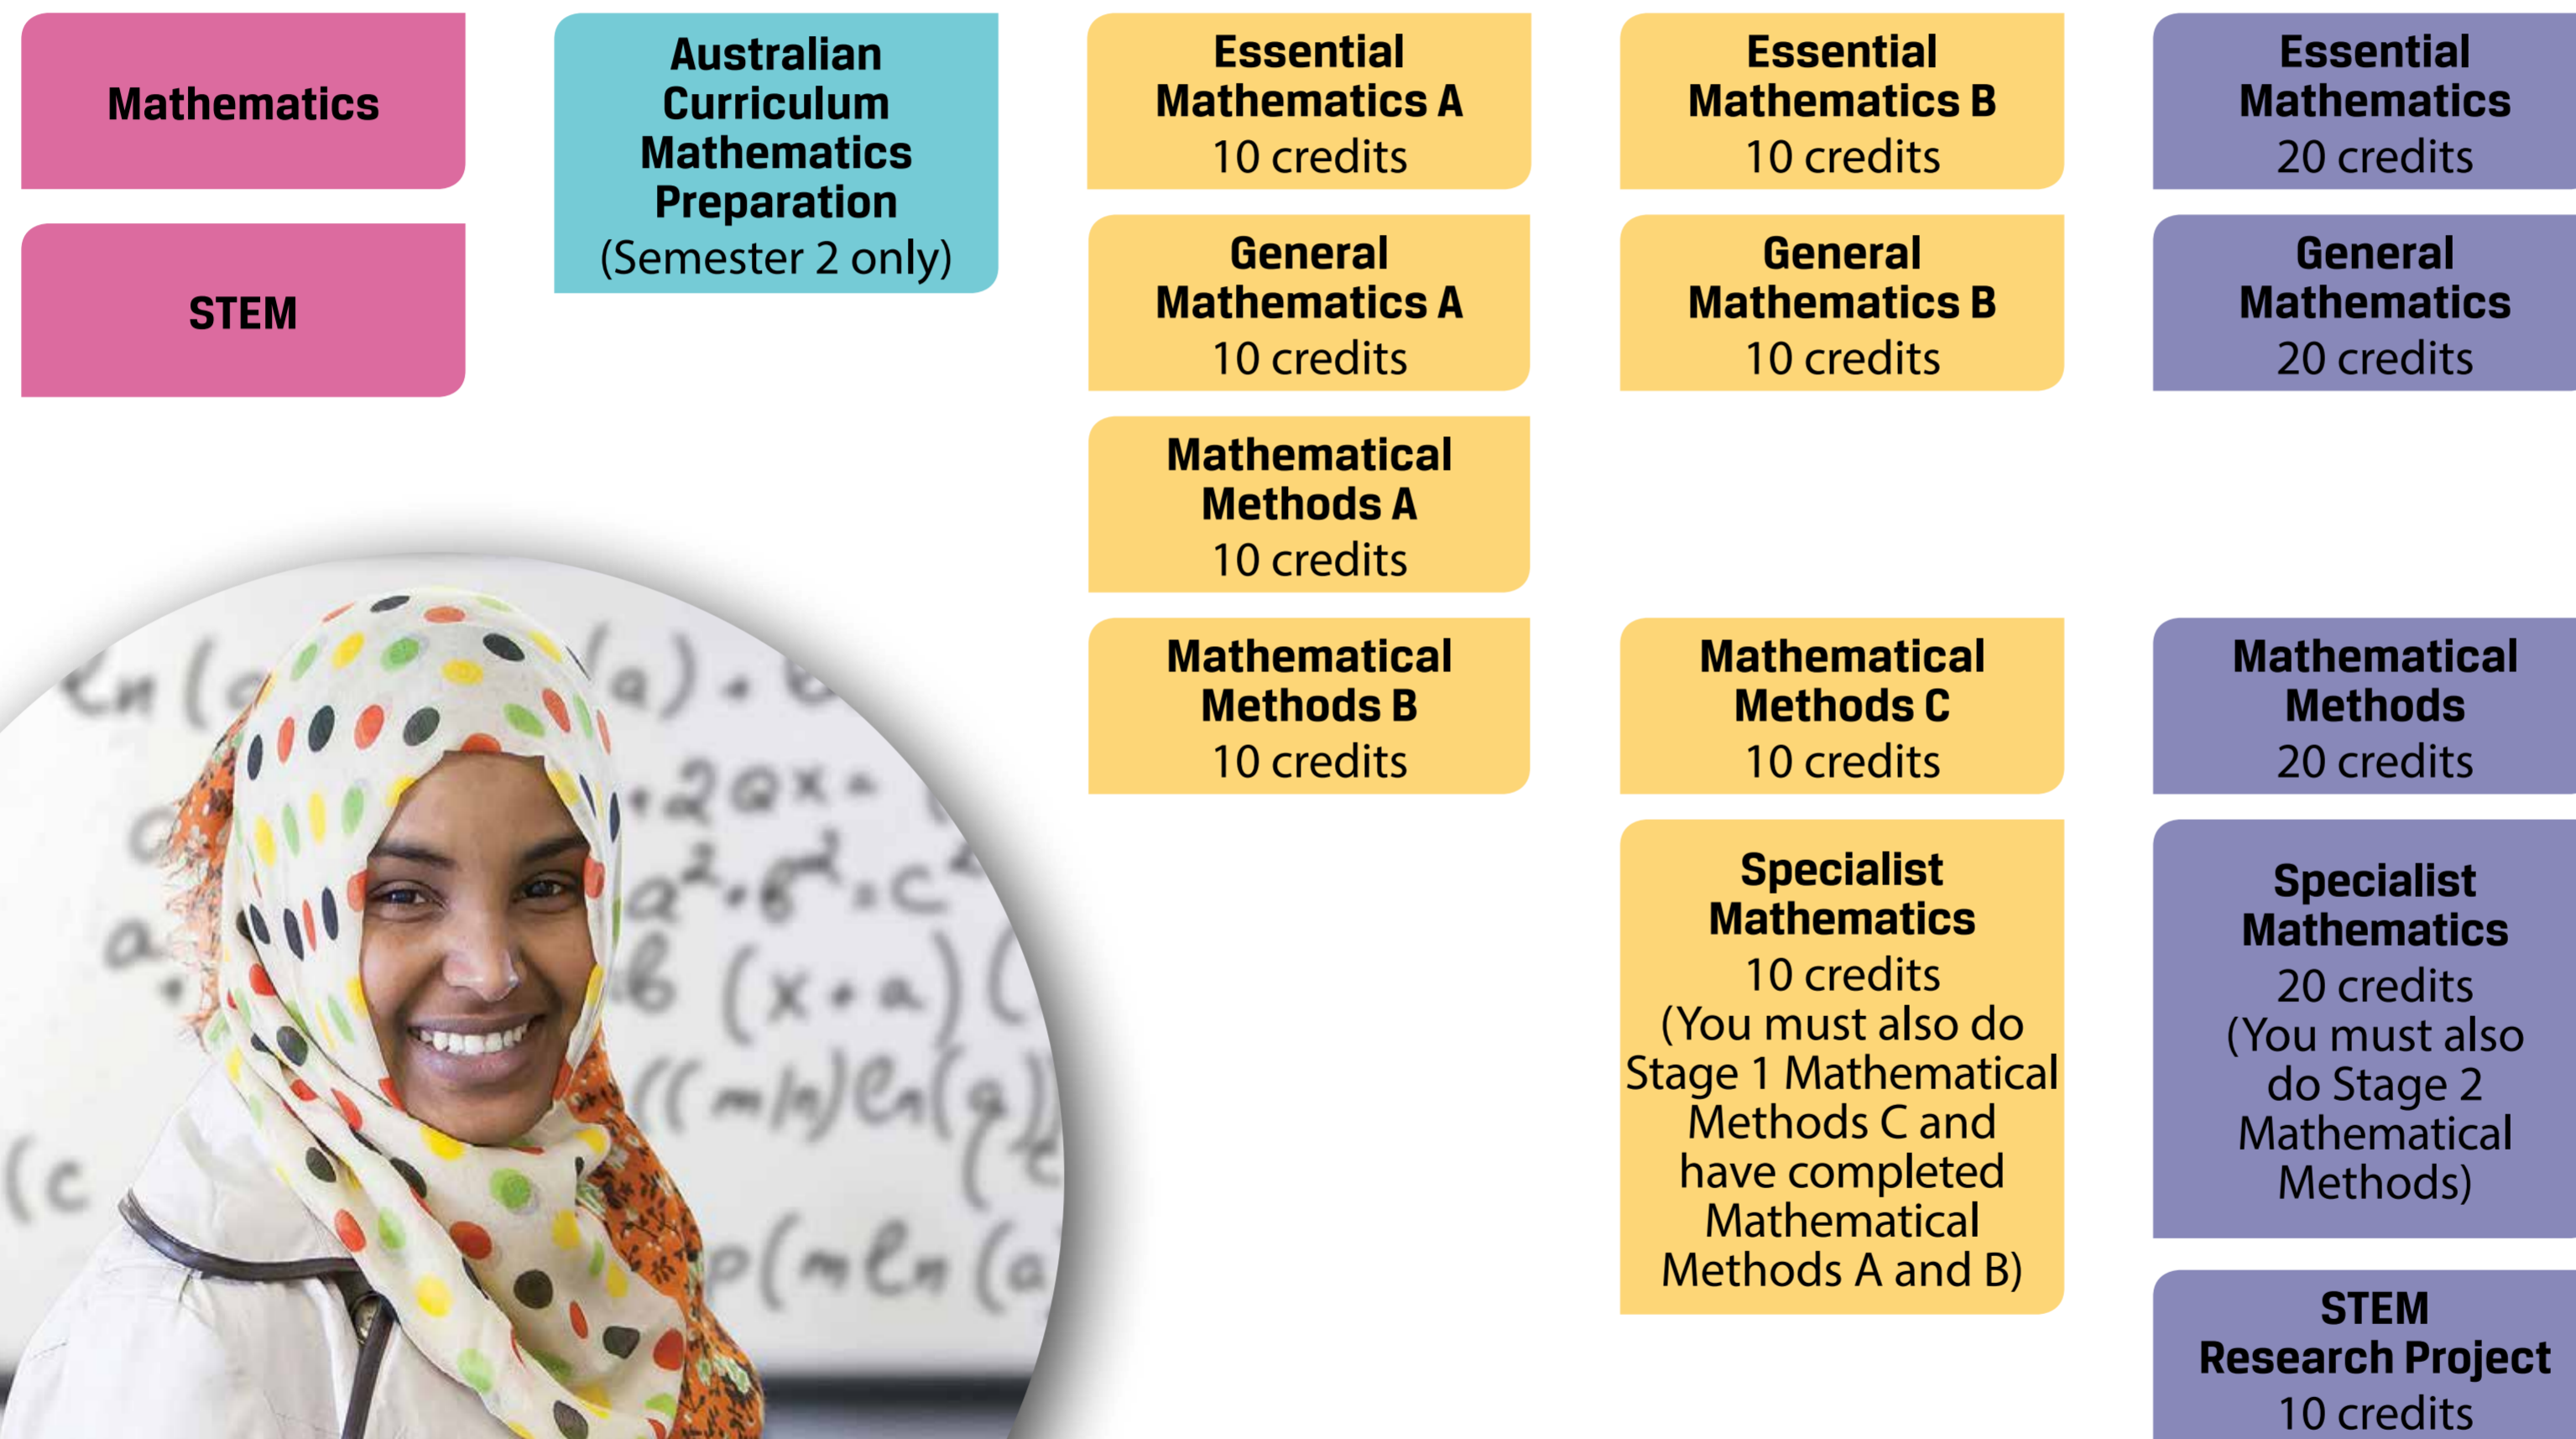 Mathematics
STEM
Australian
Curriculum
Mathematics
Preparation
(Semester 2 only)
Essential
Mathematics A
10 credits
General
Mathematics A
10 credits
Mathematical
Methods A
10 credits
Mathematical
Methods B
10 credits
Essential
Mathematics B
10 credits
General
Mathematics B
10 credits
Mathematical
Methods C
10 credits
Specialist
Mathematics
10 credits
(You must also do
Stage 1 Mathematical
Methods C and
have completed
Mathematical
Methods A and B)
Essential
Mathematics
20 credits
General
Mathematics
20 credits
Mathematical
Methods
20 credits
Specialist
Mathematics
20 credits
(You must also
do Stage 2
Mathematical
Methods)
STEM
Research Project
10 credits